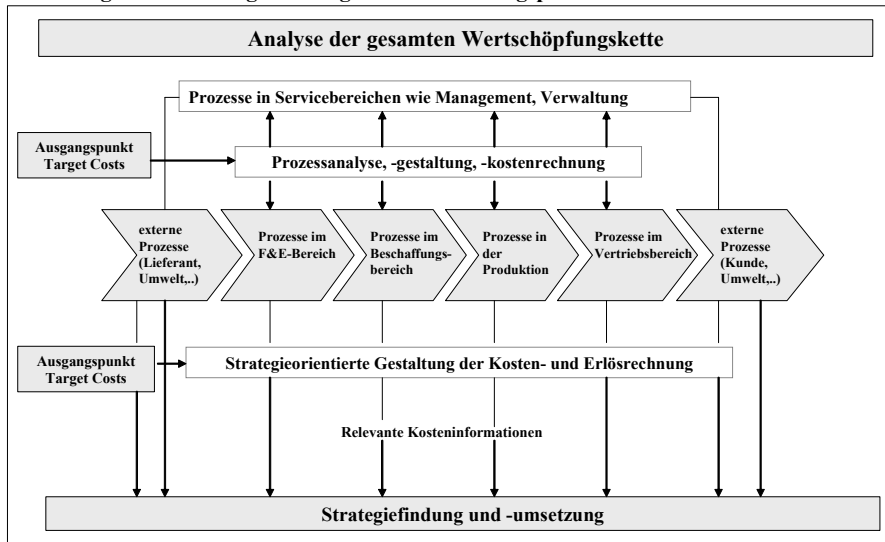 Analyse der gesamten Wertschöpfungskette
Prozesse in Servicebereichen wie Management, Verwaltung
Ausgangspunkt
Target Costs
Prozessanalyse, -gestaltung, -kostenrechnung
externe
Prozesse
(Lieferant,
Umwelt,..)
Prozesse im
F&E-Bereich
Prozesse im
Beschaffungs-
bereich
Prozesse in
der
Produktion
Prozesse im
Vertriebsbereich
externe
Prozesse
(Kunde,
Umwelt,..)
Ausgangspunkt
Target Costs
Strategieorientierte Gestaltung der Kosten- und Erlösrechnung
Relevante Kosteninformationen
Strategiefindung und -umsetzung